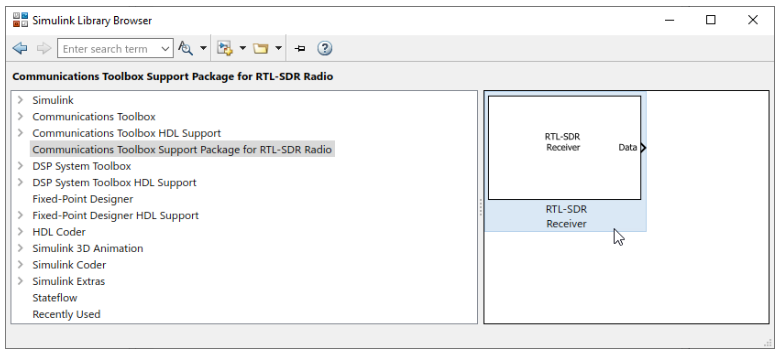 Simulink Library Browser
Enter search term
Communications Toolbox Support Package for RTL-SDR Radio
Simulink
Communications Toolbox
Communications Toolbox HDL Support
Communications Toolbox Support Package for RTL-SDR Radio
DSP System Toolbox
DSP System Toolbox HDL Support
Fixed-Point Designer
Fixed-Point Designer HDL Support
HDL Coder
Simulink 3D Animation
Simulink Coder
Simulink Extras
Stateflow
Recently Used
RTL-SDR
Receiver
Data
RTL-SDR
Receiver